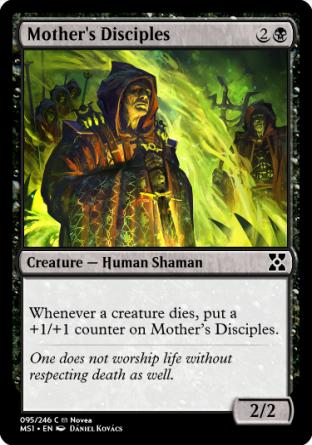 Mother's Disciples 2
Creature — Human Shaman
Whenever a creature dies, put a
+1/+1 counter on Mother's Disciples.
One does not worship life without
respecting death as well.
095/246 C m Novea
MS1 • EN Daniel Kovács
2/2